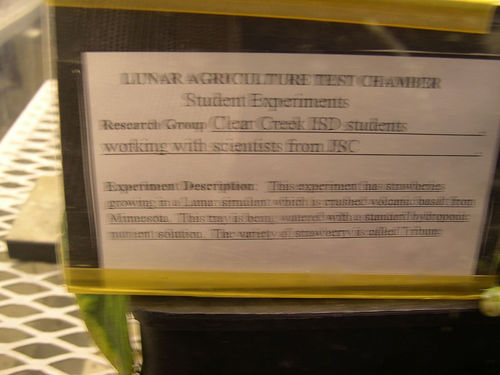 LUNAR AGRICULTURE TEST CHAMBER
Student Experiments
Research Group Clear Creek ISD students
working with scientists from JSC
Experiment Description: This experiment has strawberies
growing in a Lunar simulant which is crushed volcanic basalt from
Minnesota. This tray is being watered with a standard hydroponic
nutrient solution. The variety of strawberry is called Tribute